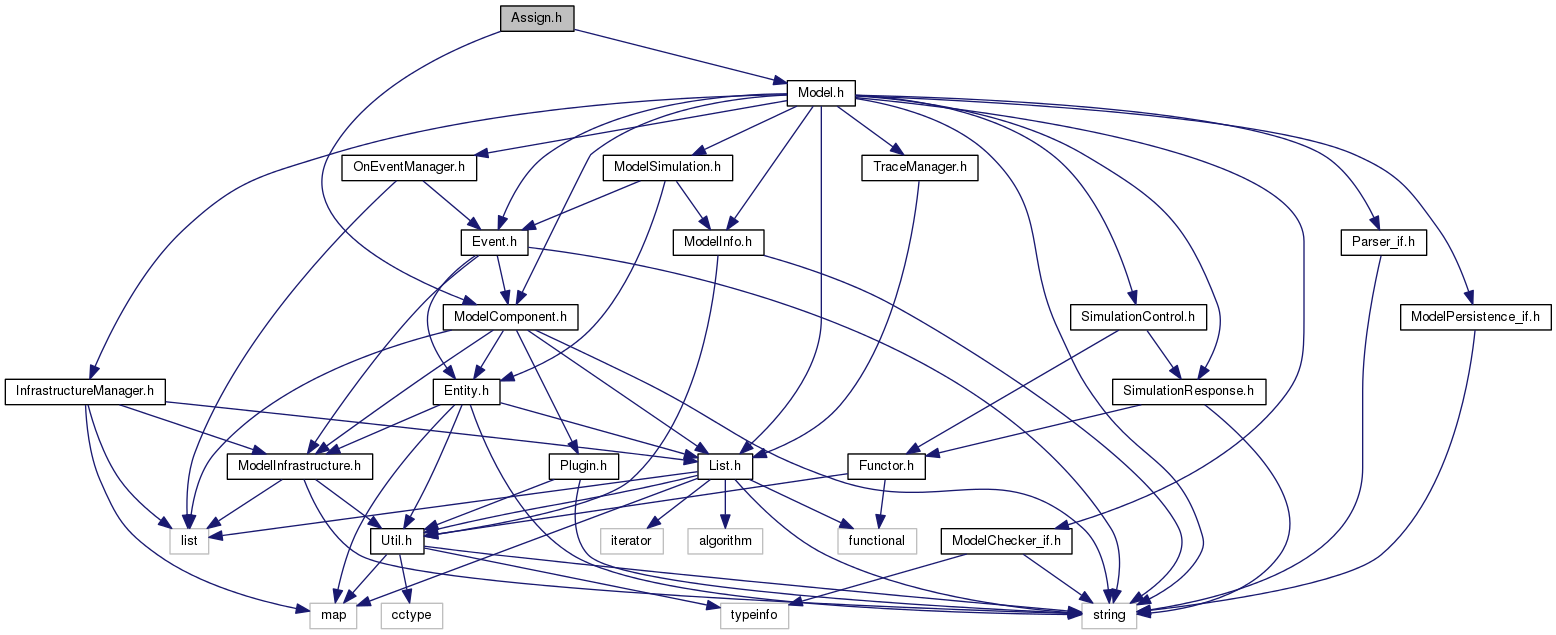 Assign.h
Model.h
OnEventManager.h
ModelSimulation.h
TraceManager.h
Event.h
ModelInfo.h
Parser_if.h
ModelComponent.h
SimulationControl.h
ModelPersistence_if.h
InfrastructureManager.h
Entity.h
SimulationResponse.h
ModelInfrastructure.h
Plugin.h
List.h
Functor.h
list
Util.h
iterator
algorithm
functional
ModelChecker_if.h
map
cctype
typeinfo
string